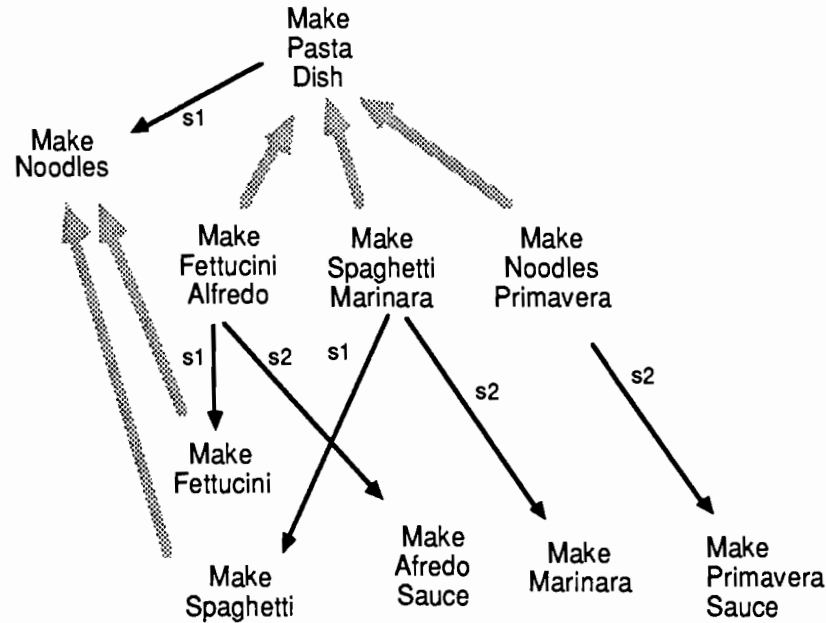 Make
Pasta
Dish
s1
Make
Noodles
Make
Fettucini
Alfredo
Make
Spaghetti
Marinara
Make
Noodles
Primavera
s1
s2
s1
s2
s2
Make
Fettucini
Make
Spaghetti
Make
Afredo
Sauce
Make
Marinara
Make
Primavera
Sauce